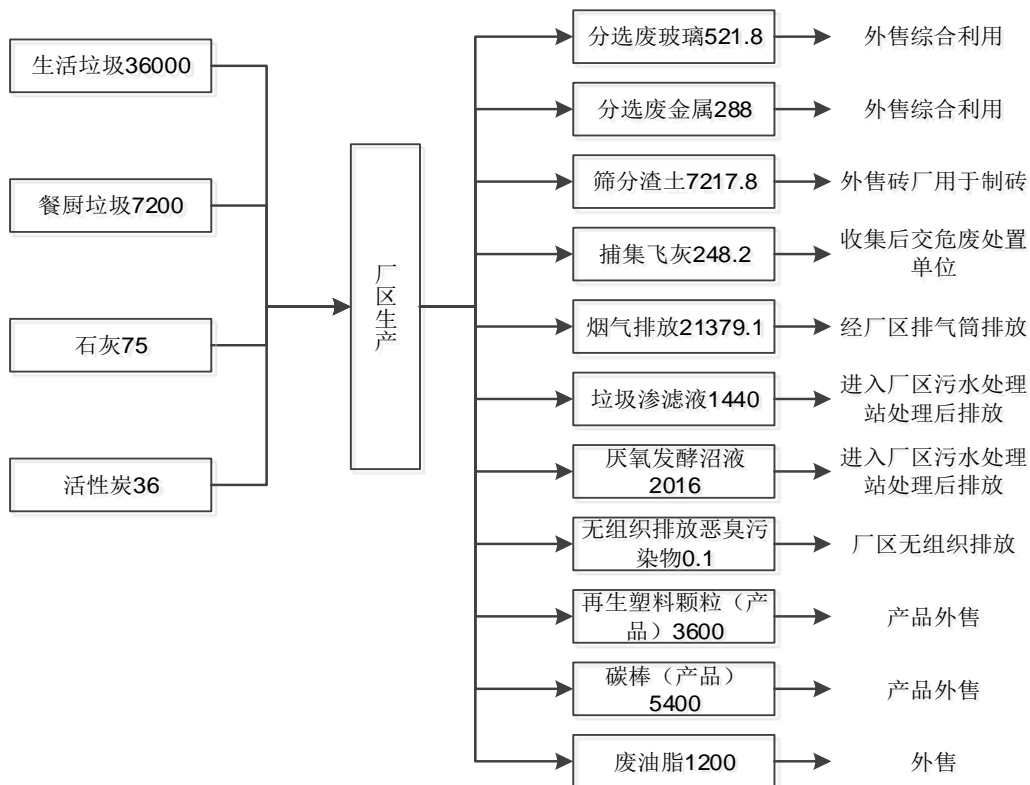 生活垃圾36000
餐厨垃圾7200
石灰75
活性炭36
厂区生产
分选废玻璃521.8
外售综合利用
分选废金属288
外售综合利用
筛分渣土7217.8
外售砖厂用于制砖
捕集飞灰248.2
收集后交危废处置
单位
烟气排放21379.1
经厂区排气筒排放
垃圾渗滤液1440
进入厂区污水处理
站处理后排放
厌氧发酵沼液
2016
进入厂区污水处理
站处理后排放
无组织排放恶臭污
染物0.1
厂区无组织排放
再生塑料颗粒（产
品）3600
产品外售
碳棒（产品）
5400
产品外售
废油脂1200
外售